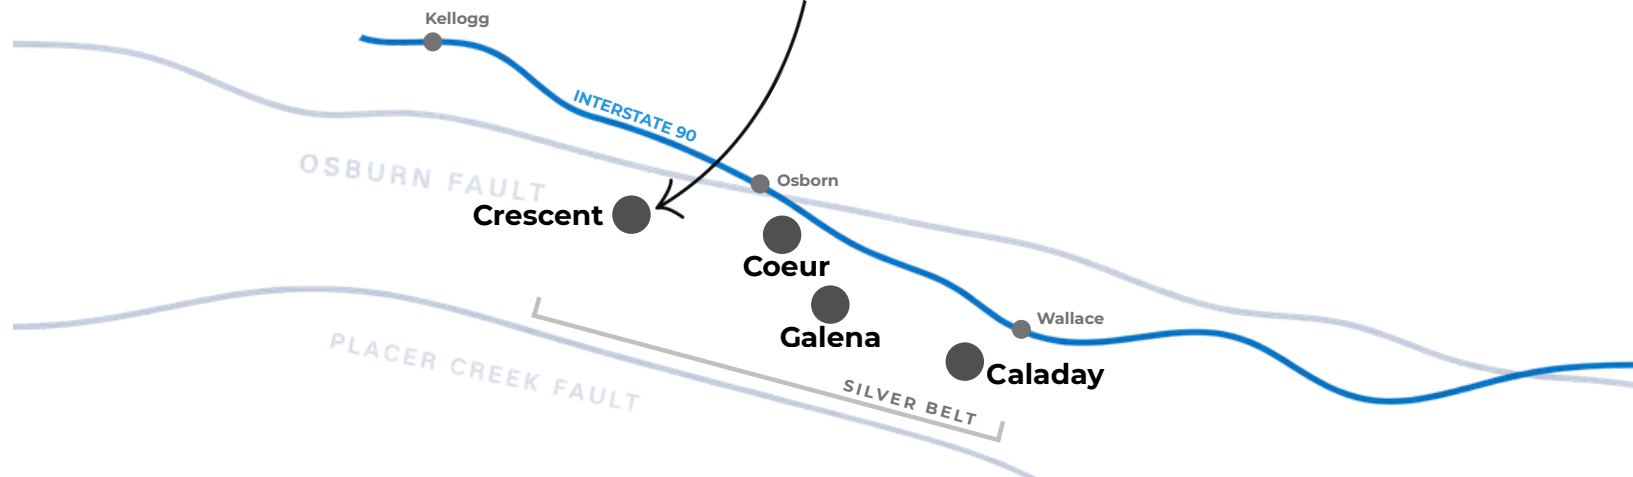 Kellogg
INTERSTATE 90
OSBURN FAULT
Osborn
Crescent
Coeur
Galena
Wallace
Caladay
PLACER CREEK FAULT
SILVER BELT